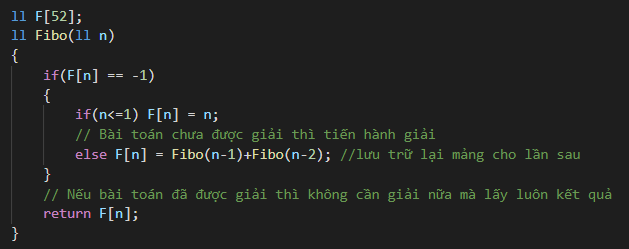 ll F[52];
ll Fibo(ll n)
{
    if(F[n] == -1)
    {
        if(n<=1) F[n] = n;
        // Bài toán chưa được giải thì tiến hành giải
        else F[n] = Fibo(n-1)+Fibo(n-2); //lưu trữ lại mảng cho lần sau
    }
    // Nếu bài toán đã được giải thì không cần giải nữa mà lấy luôn kết quả
    return F[n];
}